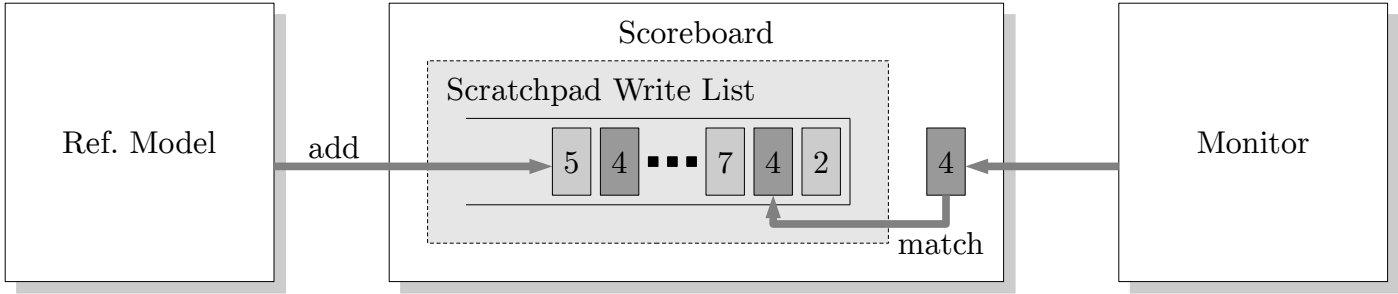 Scoreboard
Scratchpad Write List
Ref. Model
add
5 4 ▪▪▪ 7 4 2
4
Monitor
match